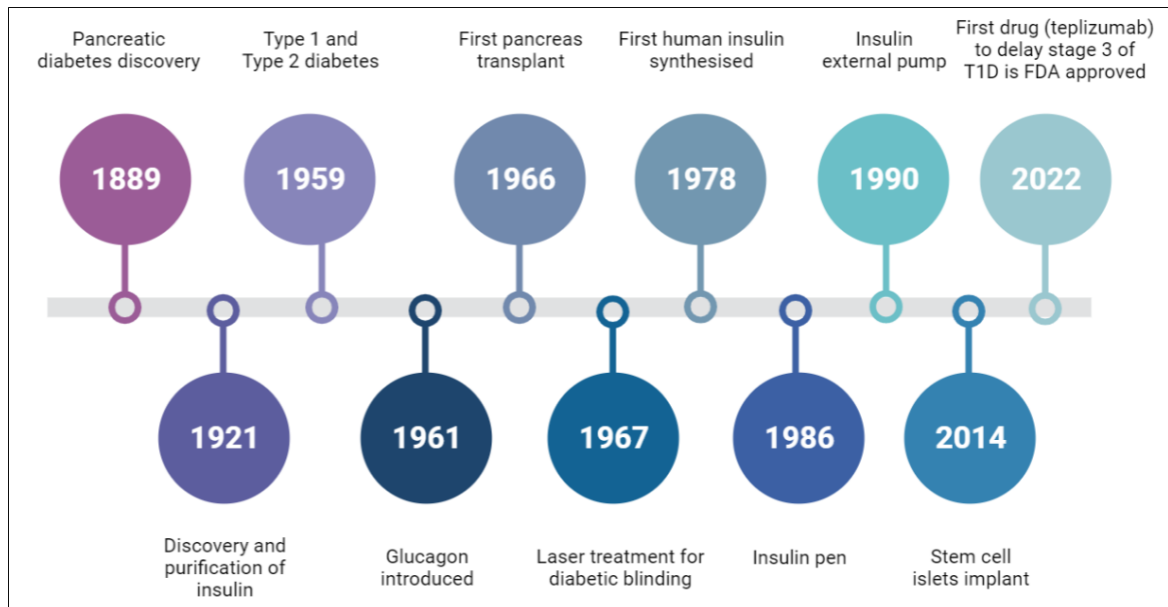 Pancreatic
diabetes discovery
Type 1 and
Type 2 diabetes
First pancreas
transplant
First human insulin
synthesised
Insulin
external pump
First drug (teplizumab)
to delay stage 3 of
T1D is FDA approved
1889
1959
1966
1978
1990
2022
1921
1961
1967
1986
2014
Discovery and
purification of
insulin
Glucagon
introduced
Laser treatment for
diabetic blinding
Insulin pen
Stem cell
islets implant